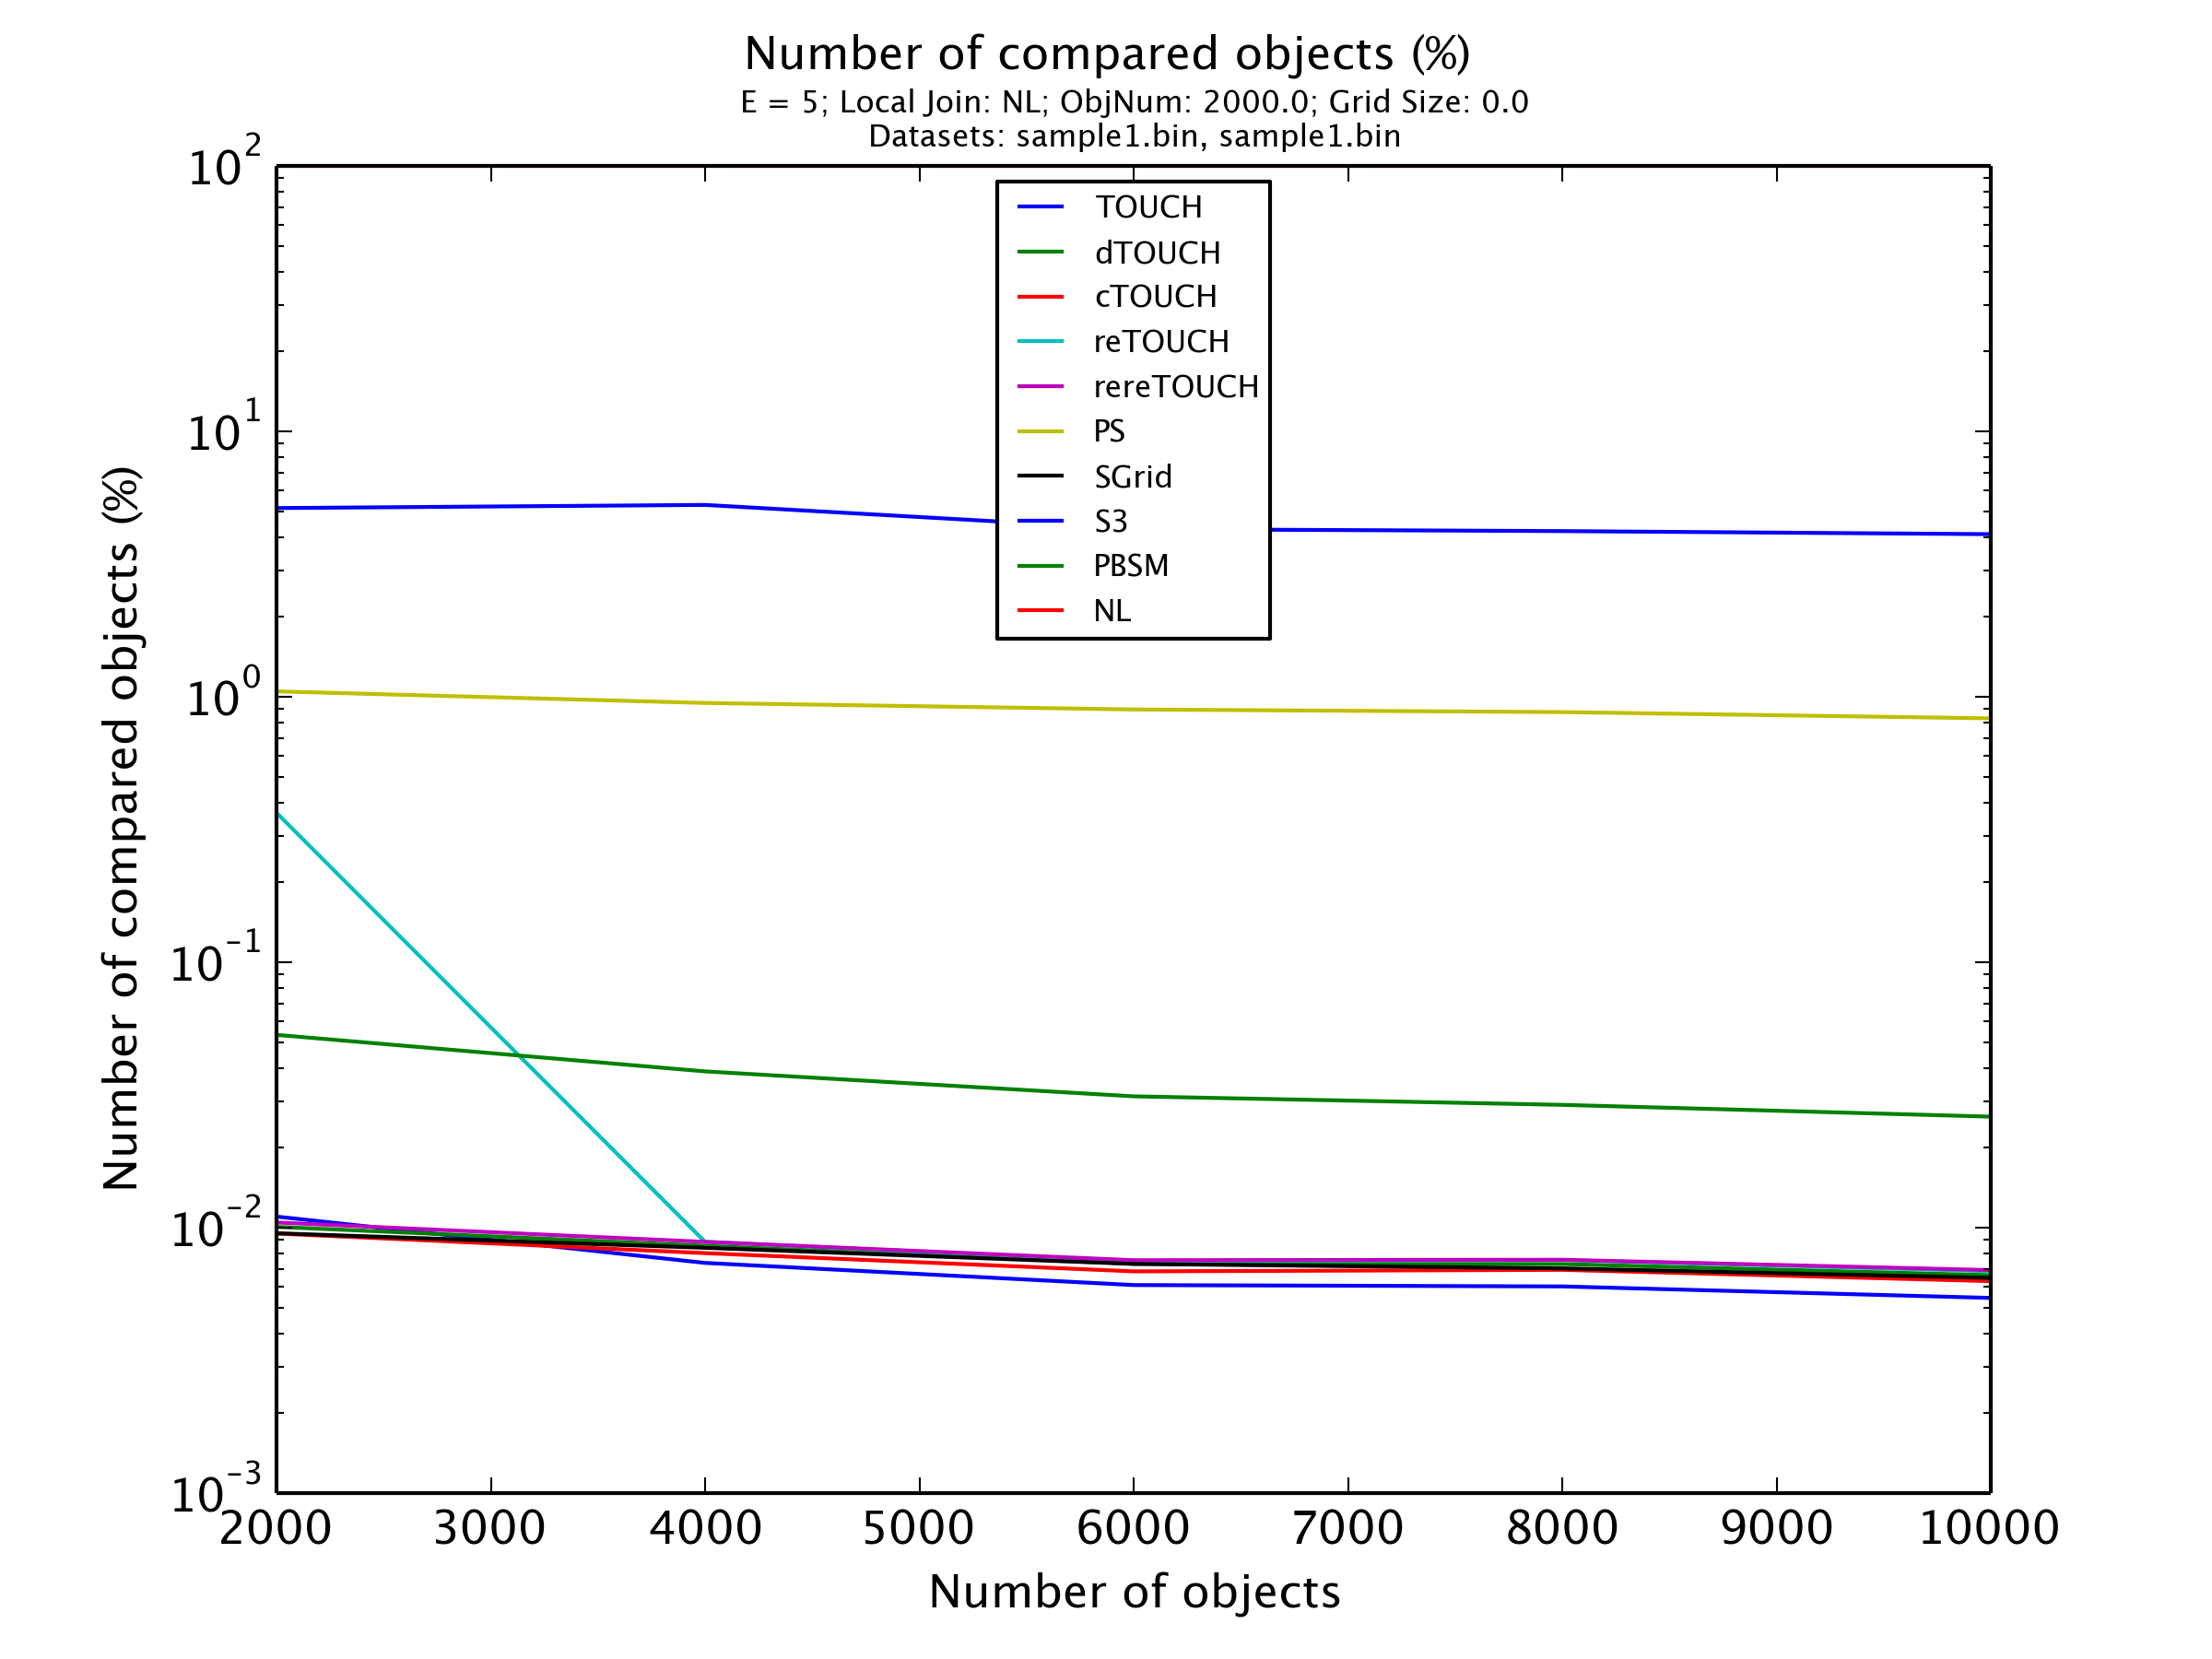 Number of compared objects (%)
E = 5; Local Join: NL; ObjNum: 2000.0; Grid Size: 0.0
Datasets: sample1.bin, sample1.bin
10^2
10^1
10^0
10^-1
10^-2
10^-3
Number of compared objects (%)
TOUCH
dTOUCH
cTOUCH
reTOUCH
rereTOUCH
PS
SGrid
S3
PBSM
NL
2000 3000 4000 5000 6000 7000 8000 9000 10000
Number of objects